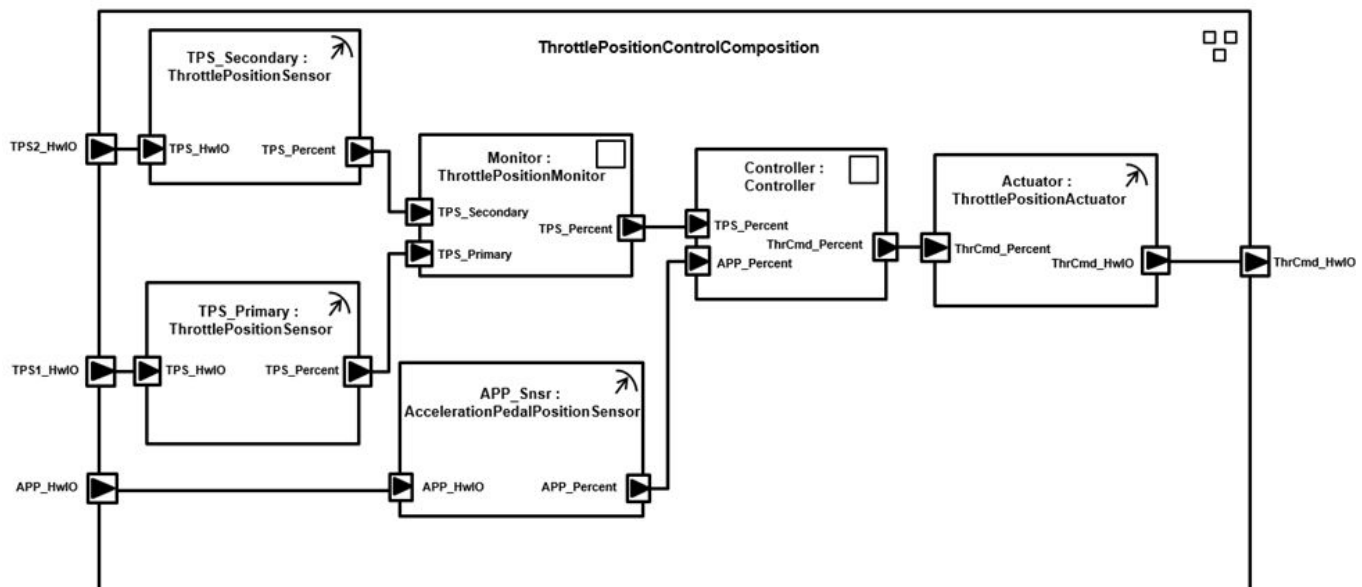 ThrottlePositionControlComposition
TPS_Secondary :
ThrottlePositionSensor
TPS2_HwIO
TPS_HwIO
TPS_Percent
Monitor :
ThrottlePositionMonitor
TPS_Secondary
TPS_Percent
TPS_Primary
Controller :
Controller
TPS_Percent
ThrCmd_Percent
APP_Percent
Actuator :
ThrottlePositionActuator
ThrCmd_Percent
ThrCmd_HwIO
ThrCmd_HwIO
TPS_Primary :
ThrottlePositionSensor
TPS1_HwIO
TPS_HwIO
TPS_Percent
APP_Snsr :
AccelerationPedalPositionSensor
APP_HwIO
APP_HwIO
APP_Percent